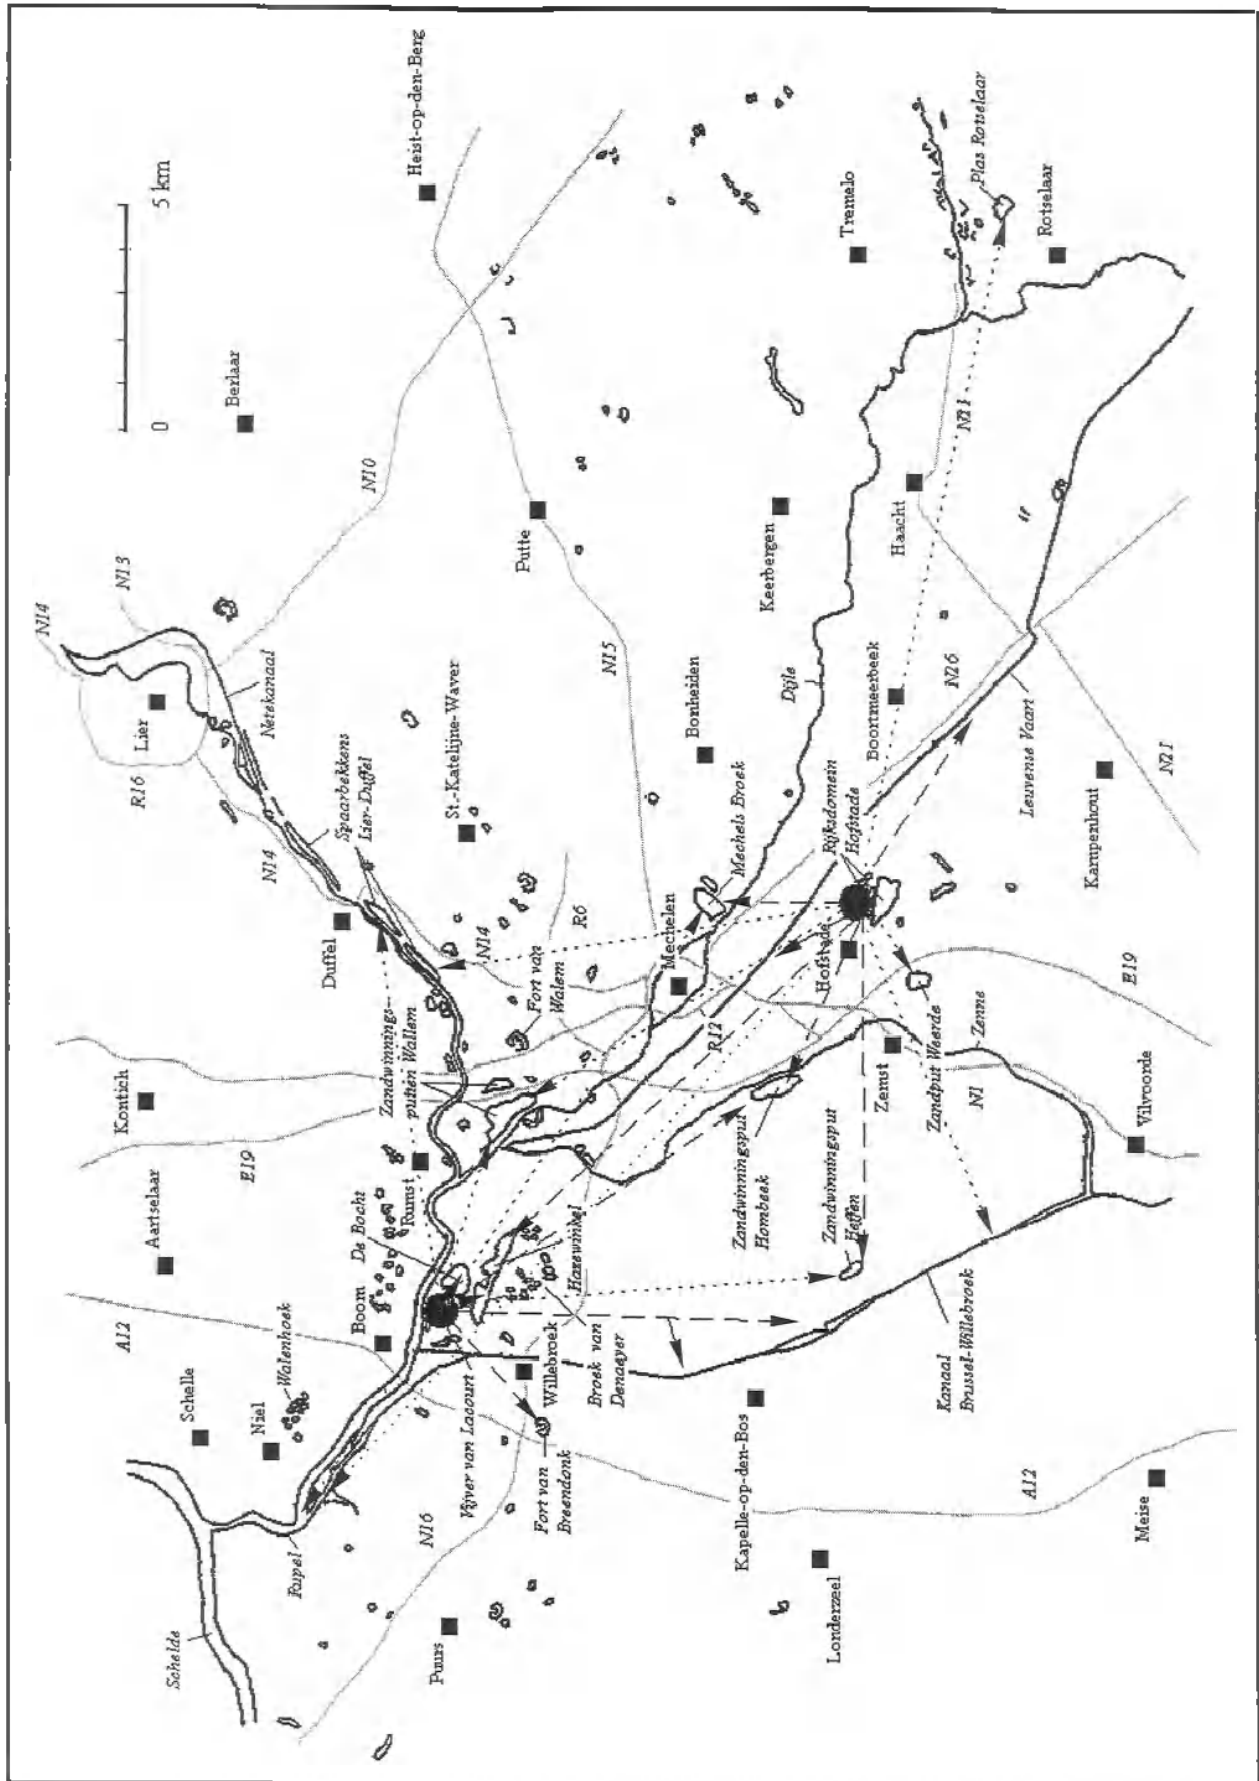 Heist-op-den-Berg
0
5 km
Berlaar
Plas Rotselaar
Tremelo
Rotselaar
N10
N13
N14
Putte
N21
Haacht
Keerbergen
Netekanaal
Lier
R16
N15
St.-Katelijne-Waver
Bonheiden
Dijle
Boortmeerbeek
N26
Leuvense Vaart
N21
Kampenhout
Spaarbekkens
Lier-Duffel
N14
Duffel
Mechels Broek
Rijksdomein
Hofstade
R6
N14
Fort van
Walem
Mechelen
Hofstade
E19
Kontich
Zandwinnings-
putten Wallem
R12
Zemst
Zandput Weerde
Zenne
N1
Vilvoorde
E19
Aartselaar
Rumst
De Bocht
Hazewinkel
Zandwinningsput
Hombeek
Zandwinningsput
Heffen
A12
Boom
Walenhoek
Schelle
Niel
Willebroek
Broek van
Denaeyer
Vijver van Lacourt
Fort van
Breendonk
Kanaal
Brussel-Willebroek
Kapelle-op-den-Bos
A12
Meise
N16
Rupel
Schelde
Puurs
Londerzeel